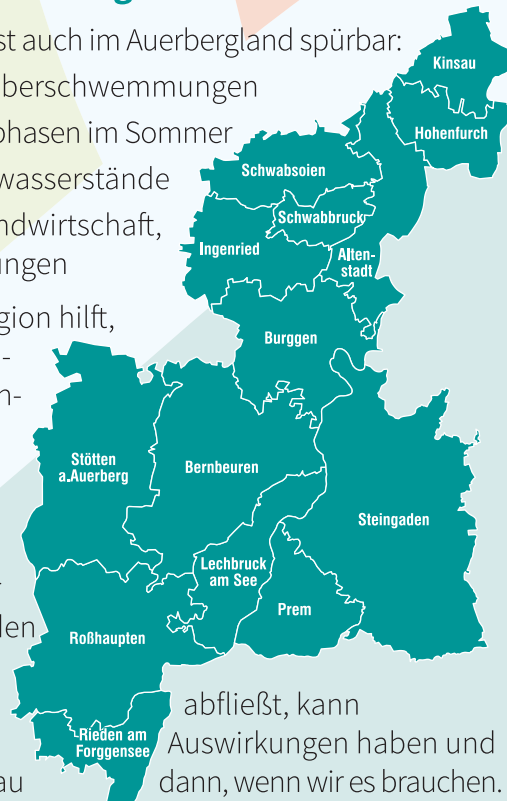 st auch im Auerbergland spürbar:
berschwemmungen
phasen im Sommer
wasserstände
ndwirtschaft,
ungen
gion hilft,
-
n-
den
abfließt, kann
Auswirkungen haben und
au
dann, wenn wir es brauchen.
Kinsau
Hohenfurch
Schwabsoien
Schwabbruck
Ingenried
Alten-
stadt
Burggen
Stötten
a.Auerberg
Bernbeuren
Steingaden
Lechbruck
am See
Prem
Roßhaupten
Rieden am
Forggensee